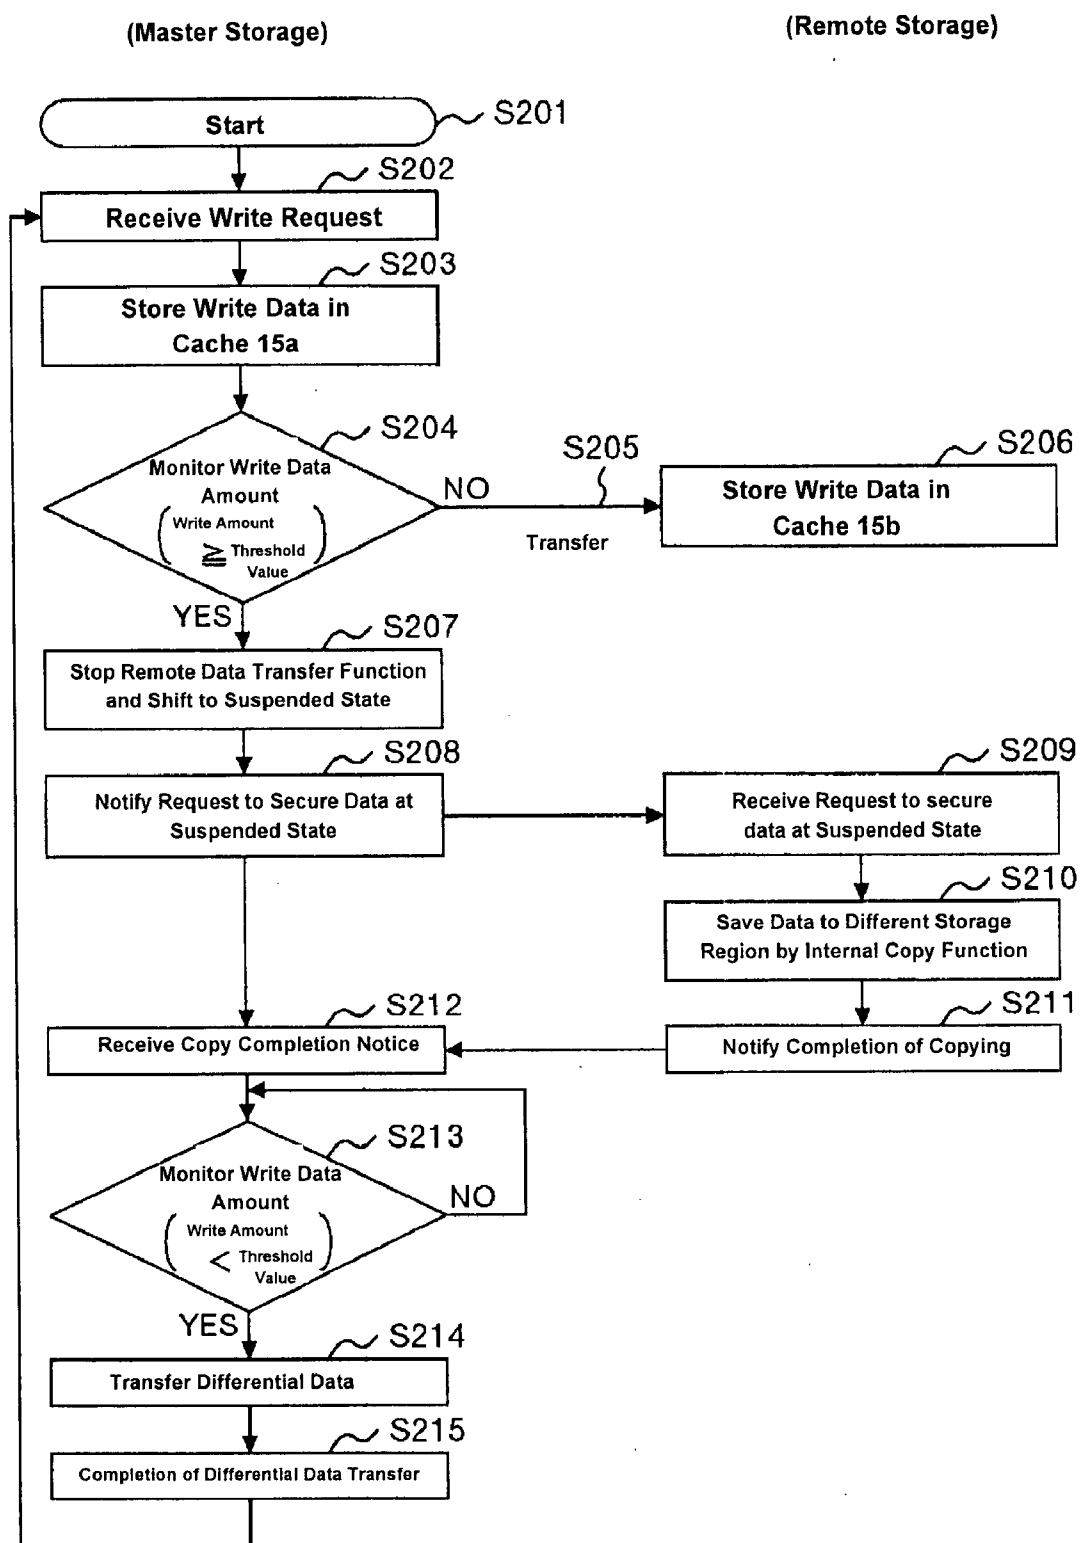 (Master Storage)
(Remote Storage)
Start
S201
S202
Receive Write Request
S203
Store Write Data in
Cache 15a
S204
Monitor Write Data
Amount
Write Amount
≧ Threshold
Value
NO
S205
Transfer
S206
Store Write Data in
Cache 15b
YES
S207
Stop Remote Data Transfer Function
and Shift to Suspended State
S208
Notify Request to Secure Data at
Suspended State
S209
Receive Request to secure
data at Suspended State
S210
Save Data to Different Storage
Region by Internal Copy Function
S211
Notify Completion of Copying
S212
Receive Copy Completion Notice
S213
Monitor Write Data
Amount
Write Amount
< Threshold
Value
NO
YES
S214
Transfer Differential Data
S215
Completion of Differential Data Transfer